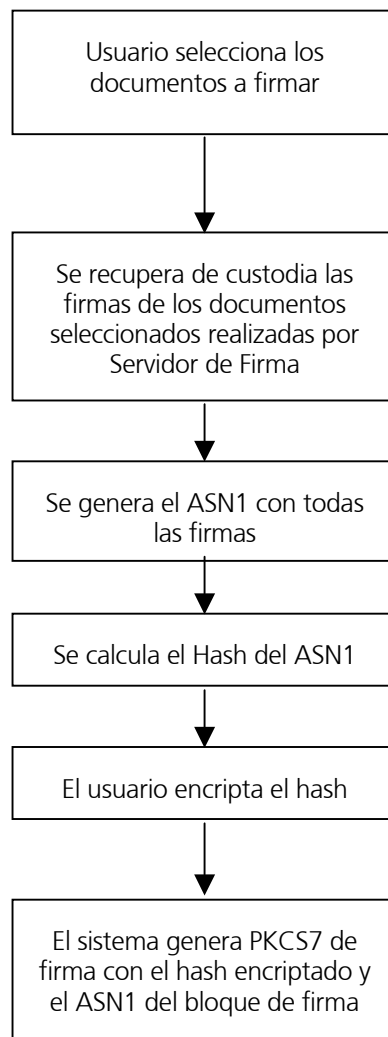 Usuario selecciona los
documentos a firmar
Se recupera de custodia las
firmas de los documentos
seleccionados realizadas por
Servidor de Firma
Se genera el ASN1 con todas
las firmas
Se calcula el Hash del ASN1
El usuario encripta el hash
El sistema genera PKCS7 de
firma con el hash encriptado y
el ASN1 del bloque de firma